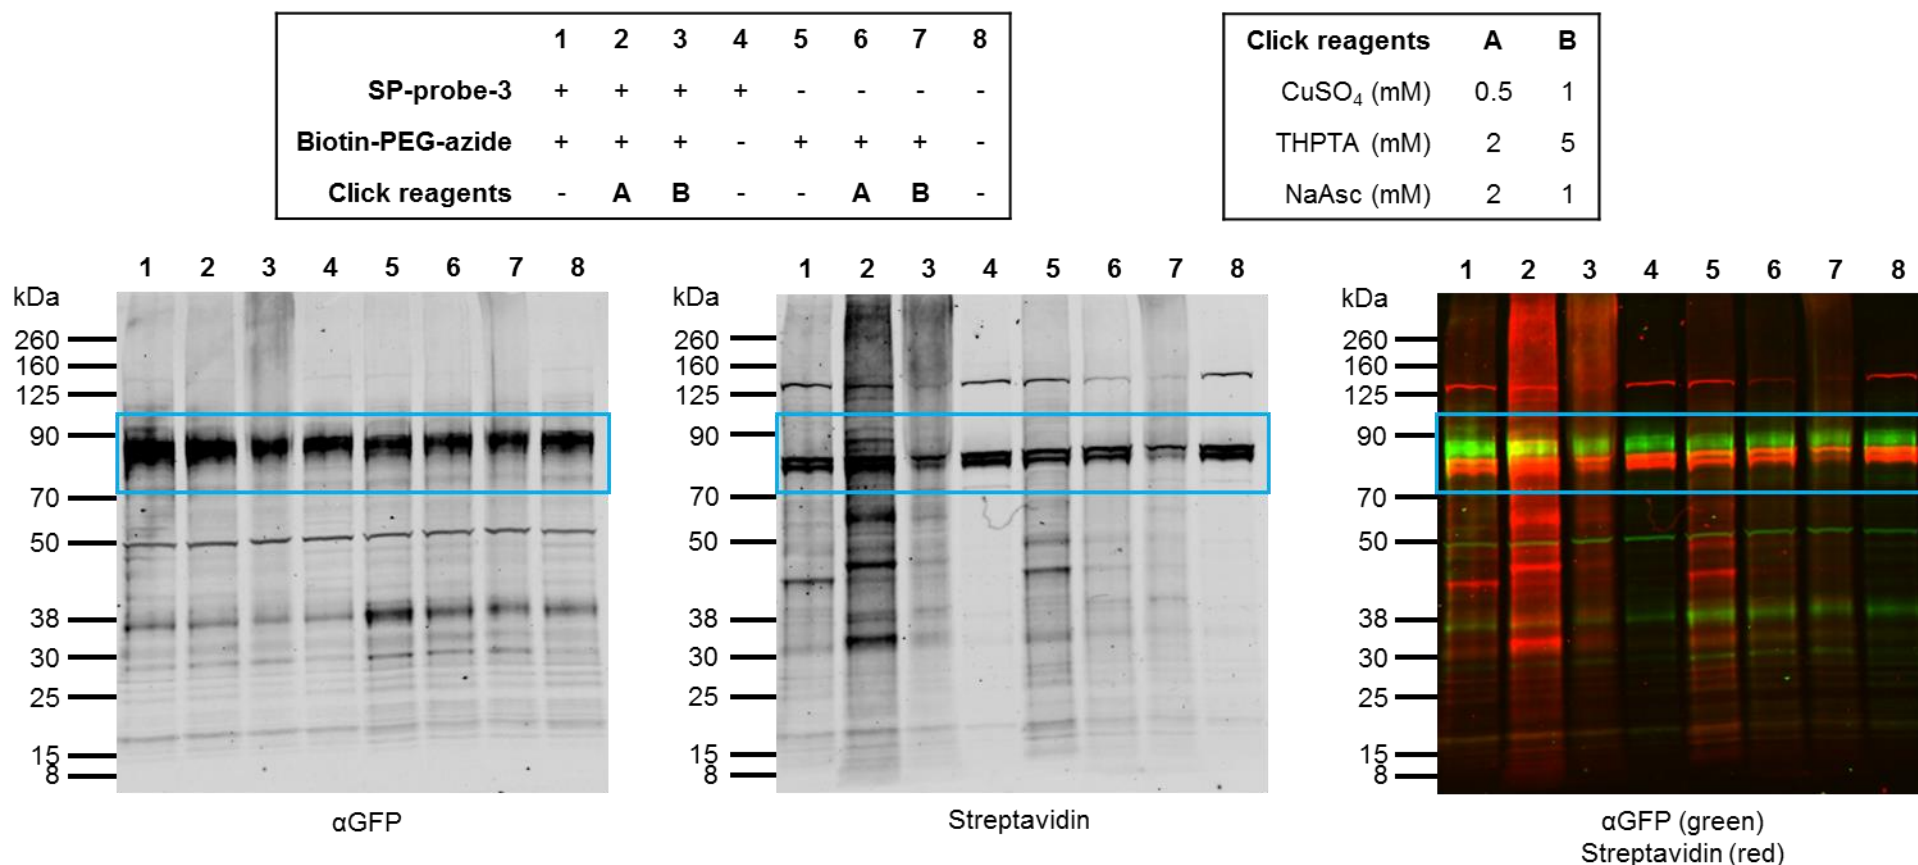 1 2 3 4 5 6 7 8
SP-probe-3 + + + + - - - -
Biotin-PEG-azide + + + - + + + -
Click reagents - A B - - A B -
Click reagents A B
CuSO₄ (mM) 0.5 1
THPTA (mM) 2 5
NaAsc (mM) 2 1
1 2 3 4 5 6 7 8
kDa
260
160
125
90
70
50
38
30
25
15
8
αGFP
1 2 3 4 5 6 7 8
kDa
260
160
125
90
70
50
38
30
25
15
8
Streptavidin
1 2 3 4 5 6 7 8
kDa
260
160
125
90
70
50
38
30
25
15
8
αGFP (green)
Streptavidin (red)